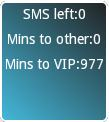 SMS left:0
Mins to other:0
Mins to VIP:977